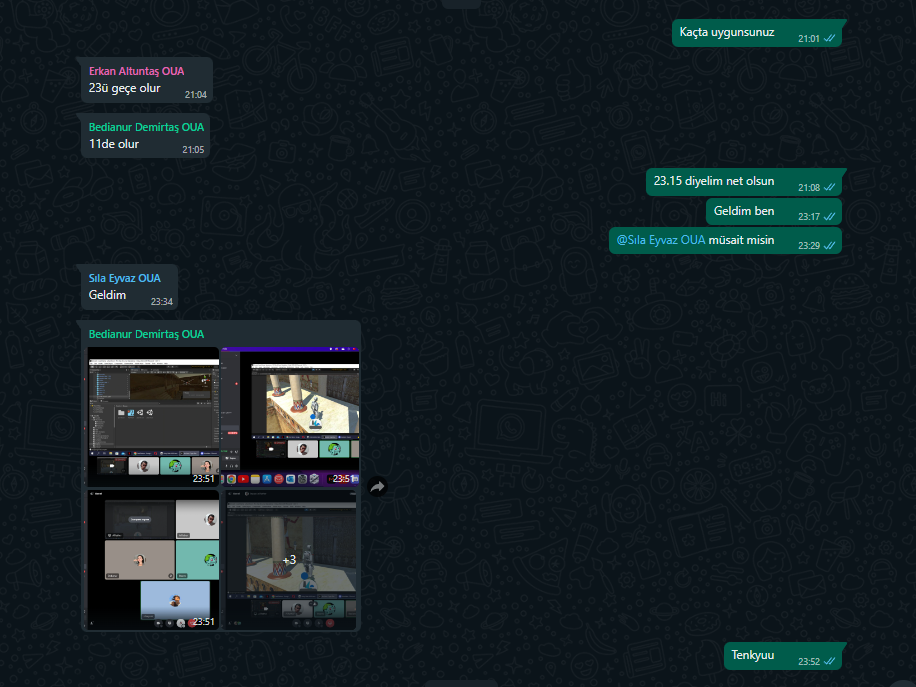 Kaçta uygunsunuz
21:01
Erkan Altuntaş OUA
23ü geçe olur
21:04
Bedianur Demirtaş OUA
11de olur
21:05
23.15 diyelim net olsun
21:08
Geldim ben
23:17
@Sıla Eyvaz OUA müsait misin
23:29
Sıla Eyvaz OUA
Geldim
23:34
Bedianur Demirtaş OUA
23:51
23:51
+3
23:51
Tenkyuu
23:52